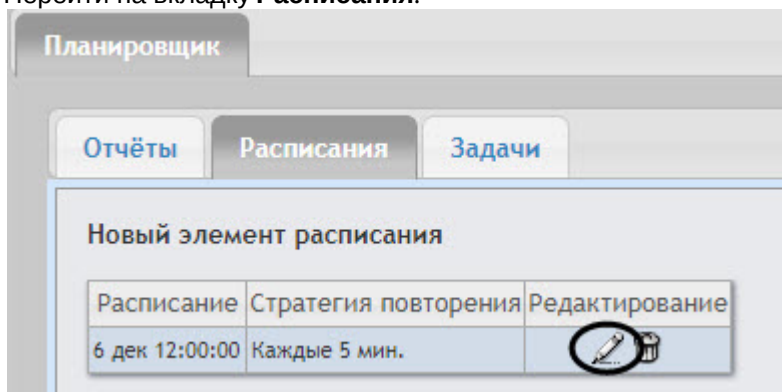 Перейти на вкладку Расписания.
Планировщик
Отчёты Расписания Задачи
Новый элемент расписания
Расписание Стратегия повторения Редактирование
6 дек 12:00:00 Каждые 5 мин.